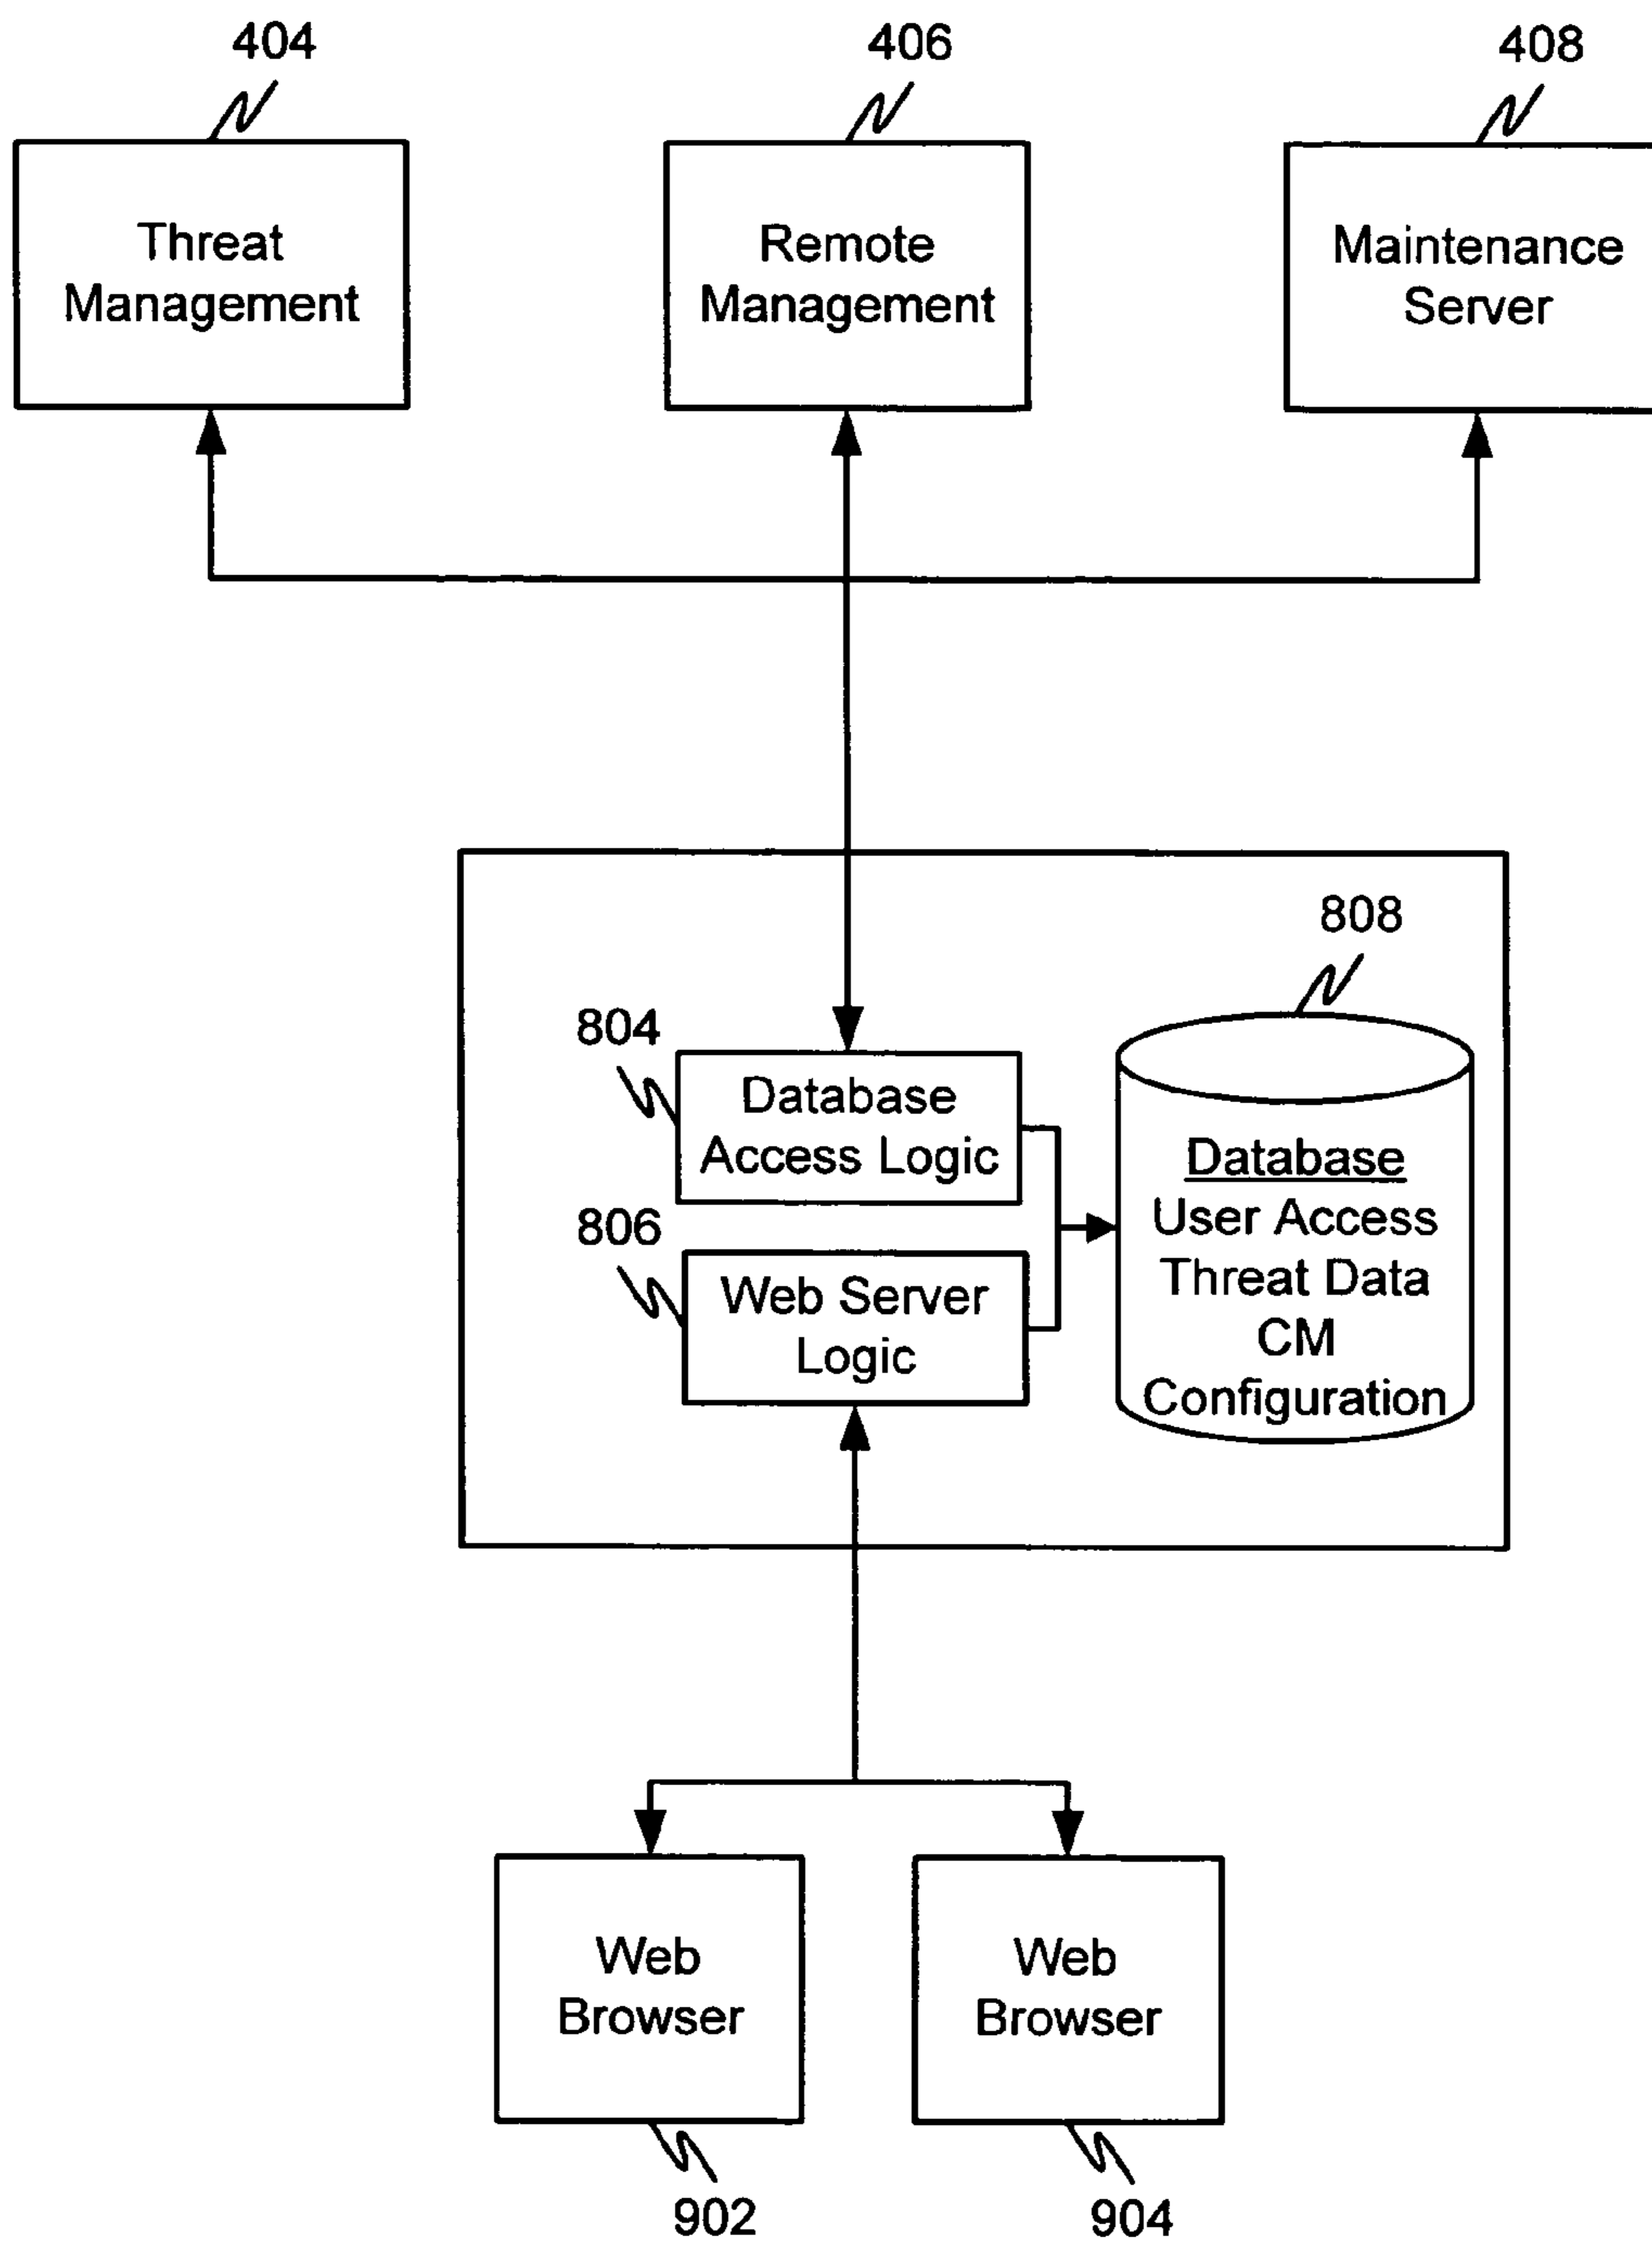 404
406
408
Threat
Management
Remote
Management
Maintenance
Server
808
804
Database
Access Logic
806
Web Server
Logic
Database
User Access
Threat Data
CM
Configuration
Web
Browser
Web
Browser
902
904